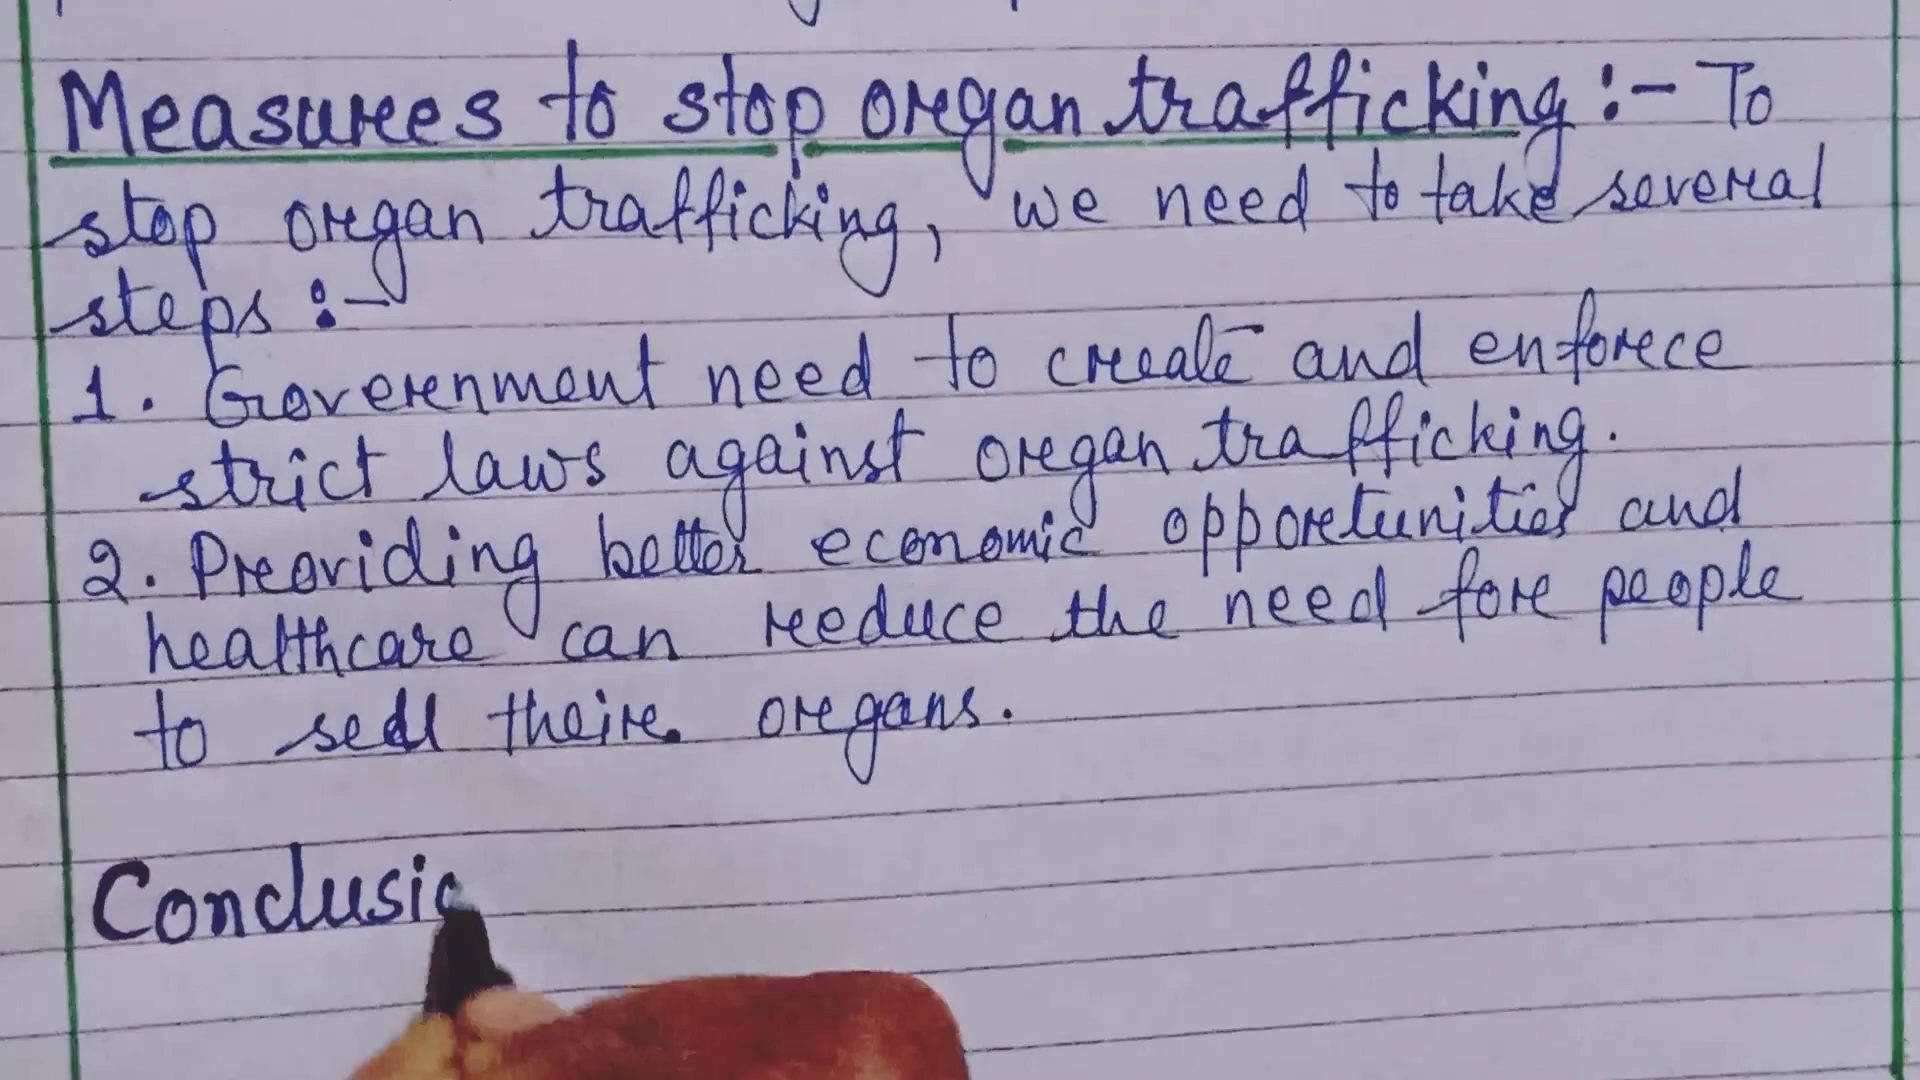 Measures to stop organ trafficking :- To
stop organ trafficking, we need to take several
steps :-
1. Government need to create and enforce
strict laws against organ trafficking.
2. Providing better economic opportunities and
healthcare can reduce the need for people
to sell their organs.
Conclusio